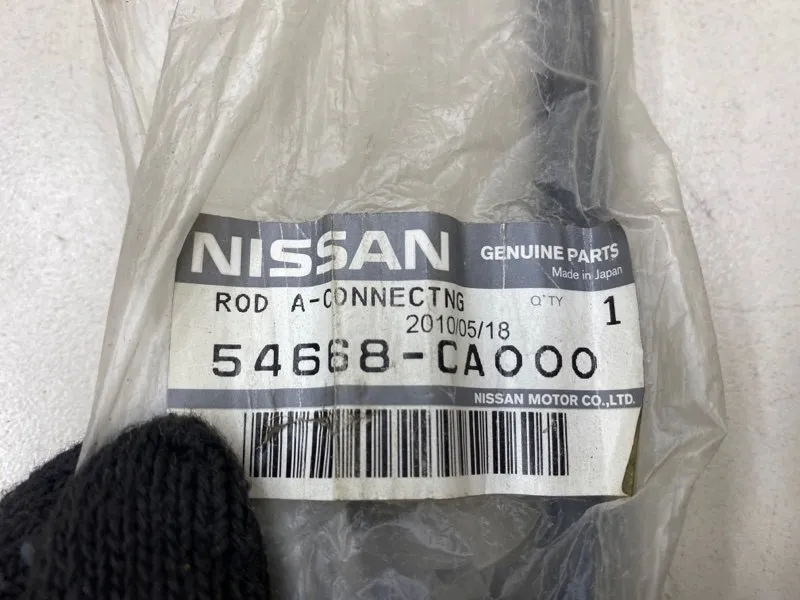 NISSAN GENUINE PARTS
Made in Japan
ROD A-CONNECTNG Q'TY 1
2010/05/18
54668-CA000
NISSAN MOTOR CO.,LTD.